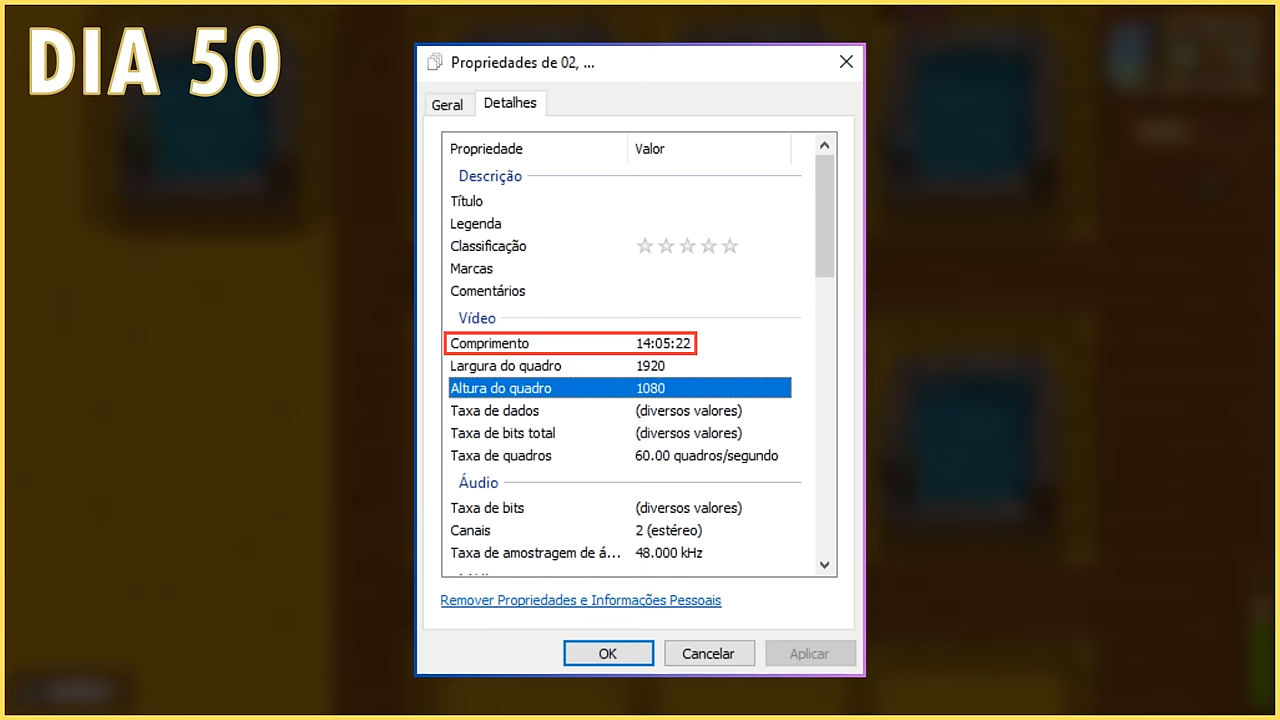 DIA 50
Propriedades de 02, ...
Geral
Detalhes
Propriedade Valor
Descrição
Título
Legenda
Classificação
Marcas
Comentários
Vídeo
Comprimento 14:05:22
Largura do quadro 1920
Altura do quadro 1080
Taxa de dados (diversos valores)
Taxa de bits total (diversos valores)
Taxa de quadros 60.00 quadros/segundo
Áudio
Taxa de bits (diversos valores)
Canais 2 (estéreo)
Taxa de amostragem de á... 48.000 kHz
Remover Propriedades e Informações Pessoais
OK Cancelar Aplicar